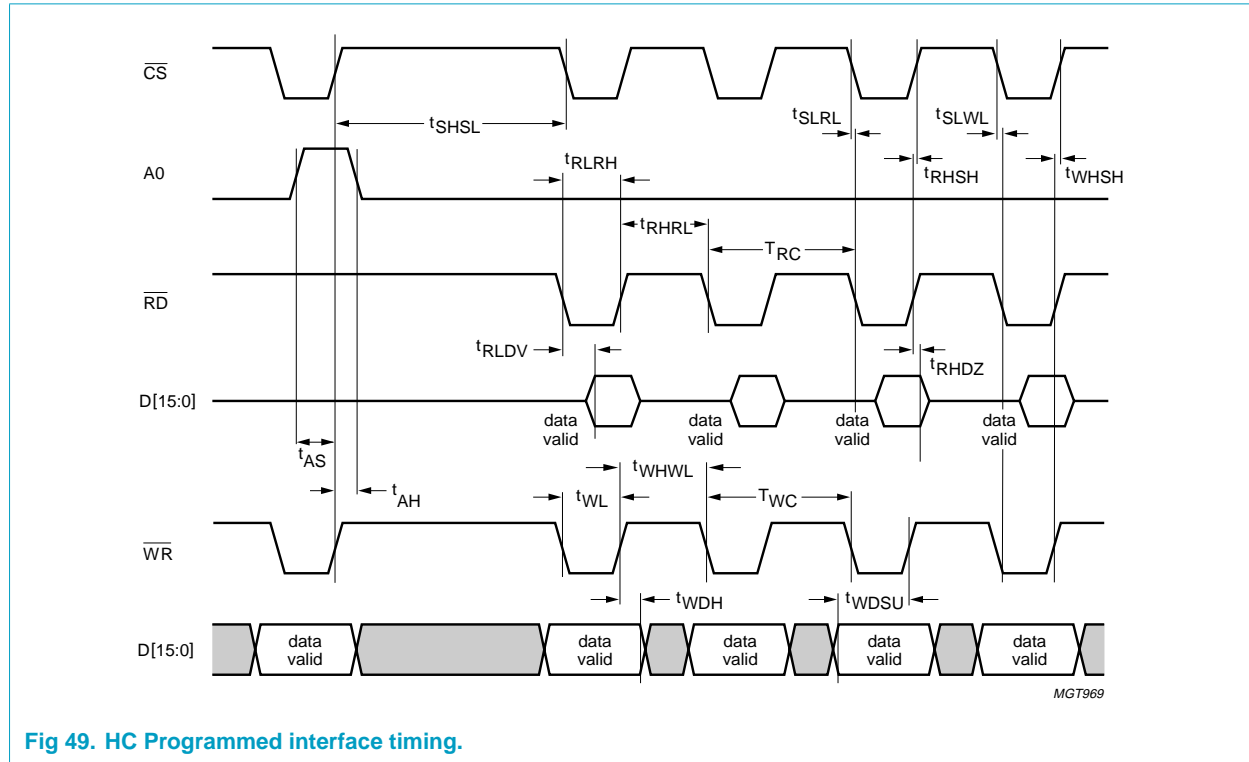 CS
tSHSL
tSLRL
tSLWL
A0
tRLRH
tRHSH
tWHSH
tRHRL
TRC
RD
tRLDV
tRHDZ
D[15:0]
data
valid
data
valid
data
valid
data
valid
tAS
tWHWL
tAH
tWL
TWC
WR
tWDH
tWDSU
D[15:0]
data
valid
data
valid
data
valid
data
valid
data
valid
MGT969
Fig 49. HC Programmed interface timing.